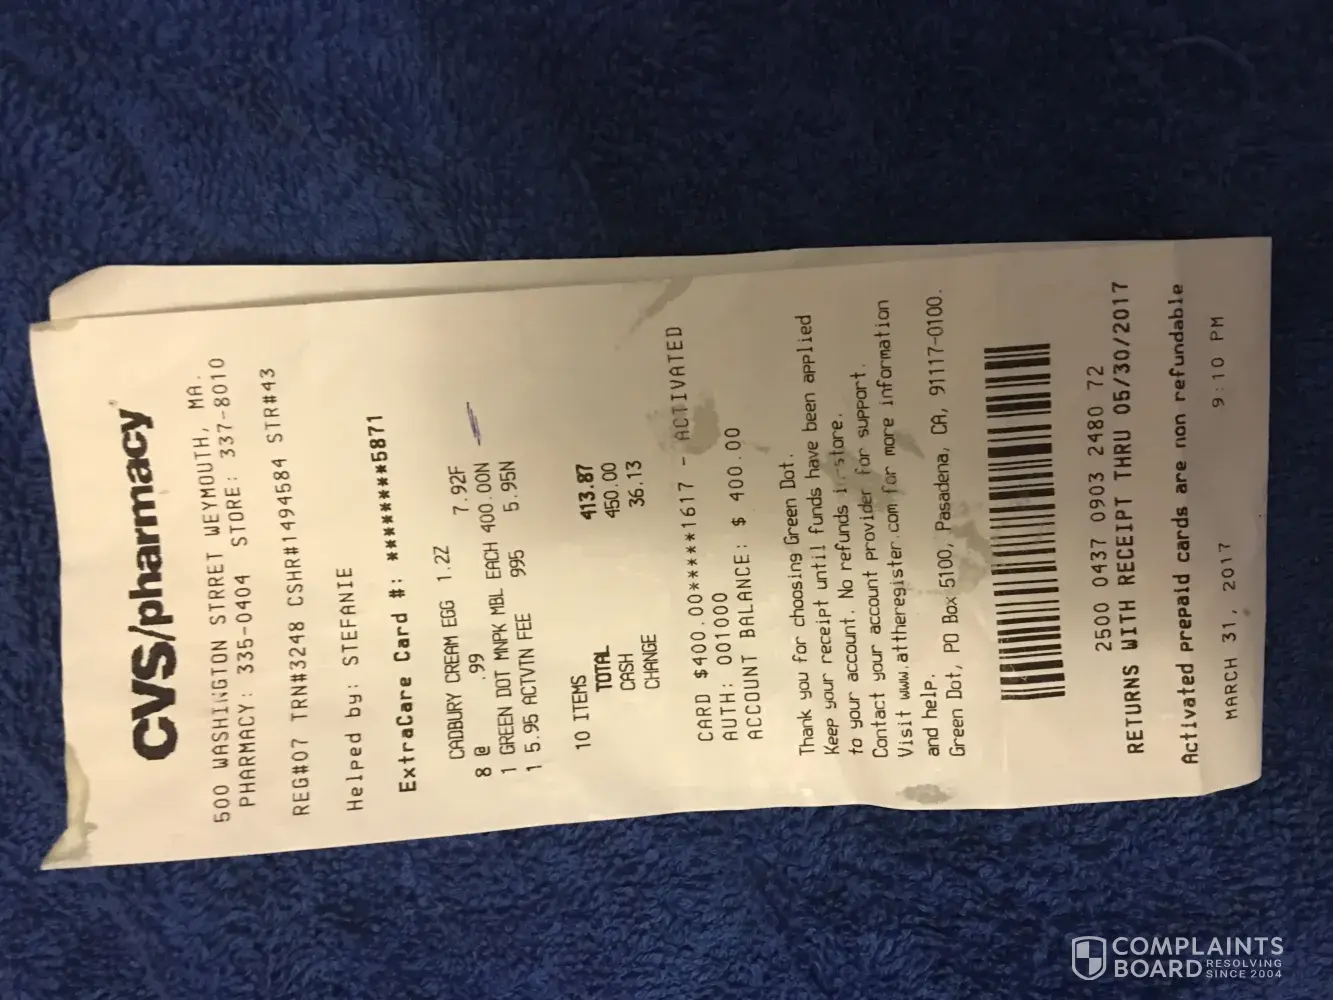 CVS/pharmacy®
500 WASHINGTON STRRET WEYMOUTH, MA.
PHARMACY: 335-0404 STORE: 337-8010
REG#07 TRN#3248 CSHR#1494584 STR#43
Helped by: STEFANIE
ExtraCare Card #: ********5871
CADBURY CREAM EGG 1.2Z 7.92F
8 @ .99
1 GREEN DOT MNPK MBL EACH 400.00N
1 5.95 ACTVTN FEE 995 5.95N
10 ITEMS
TOTAL 413.87
CASH 450.00
CHANGE 36.13
CARD $400.00******1617 - ACTIVATED
AUTH: 001000
ACCOUNT BALANCE: $ 400.00
Thank you for choosing Green Dot.
Keep your receipt until funds have been applied
to your account. No refunds in-store.
Contact your account provider for support.
Visit www.attheregister.com for more information
and help.
Green Dot, PO Box 5100, Pasadena, CA, 91117-0100.
2500 0437 0903 2480 72
RETURNS WITH RECEIPT THRU 05/30/2017
Activated prepaid cards are non refundable
MARCH 31, 2017 9:10 PM
COMPLAINTS
BOARD RESOLVING
SINCE 2004